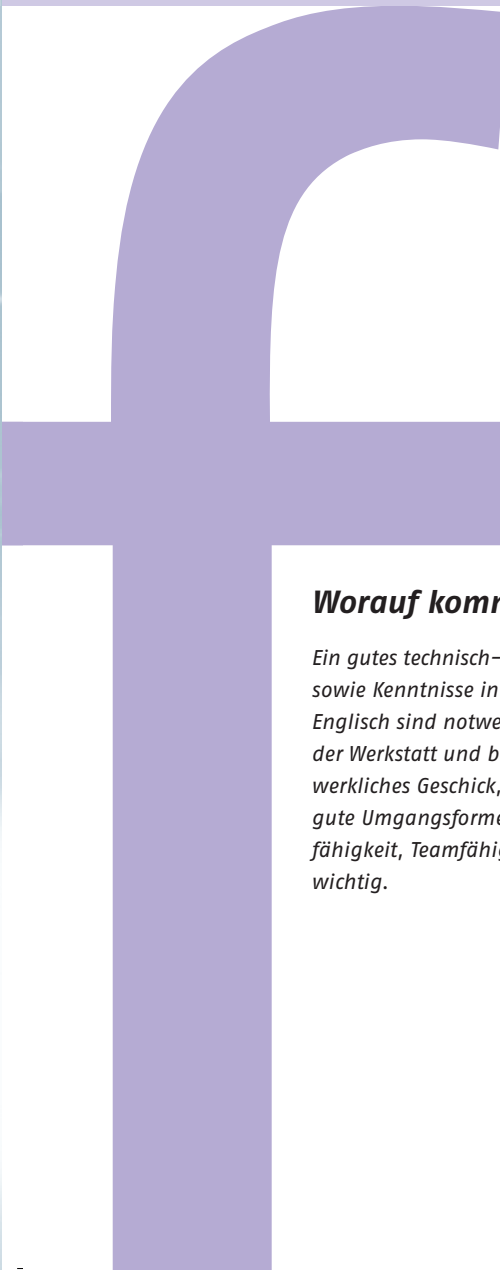 f
Worauf komm
Ein gutes technisch-
sowie Kenntnisse in
Englisch sind notwe
der Werkstatt und b
werkliches Geschick,
gute Umgangsforme
fähigkeit, Teamfähig
wichtig.